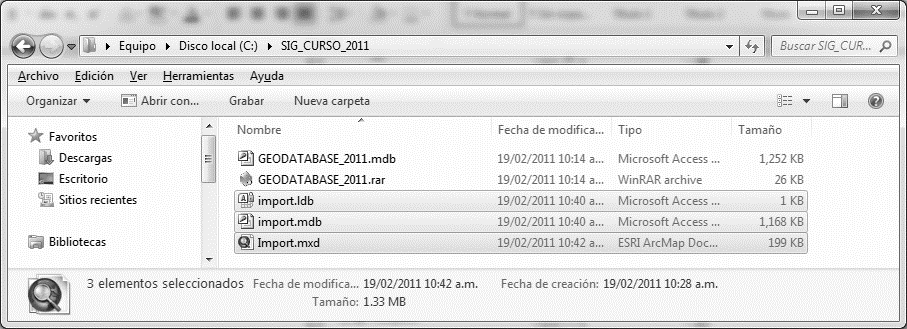 Equipo ▸ Disco local (C:) ▸ SIG_CURSO_2011
Buscar SIG_CUR...
Archivo Edición Ver Herramientas Ayuda
Organizar Abrir con... Grabar Nueva carpeta
Favoritos
Descargas
Escritorio
Sitios recientes
Bibliotecas
Nombre Fecha de modifica... Tipo Tamaño
GEODATABASE_2011.mdb 19/02/2011 10:14 a... Microsoft Access ... 1,252 KB
GEODATABASE_2011.rar 19/02/2011 10:14 a... WinRAR archive 26 KB
import.ldb 19/02/2011 10:40 a... Microsoft Access ... 1 KB
import.mdb 19/02/2011 10:40 a... Microsoft Access ... 1,168 KB
Import.mxd 19/02/2011 10:42 a... ESRI ArcMap Doc... 199 KB
3 elementos seleccionados Fecha de modifica... 19/02/2011 10:42 a.m. Fecha de creación: 19/02/2011 10:28 a.m.
Tamaño: 1.33 MB